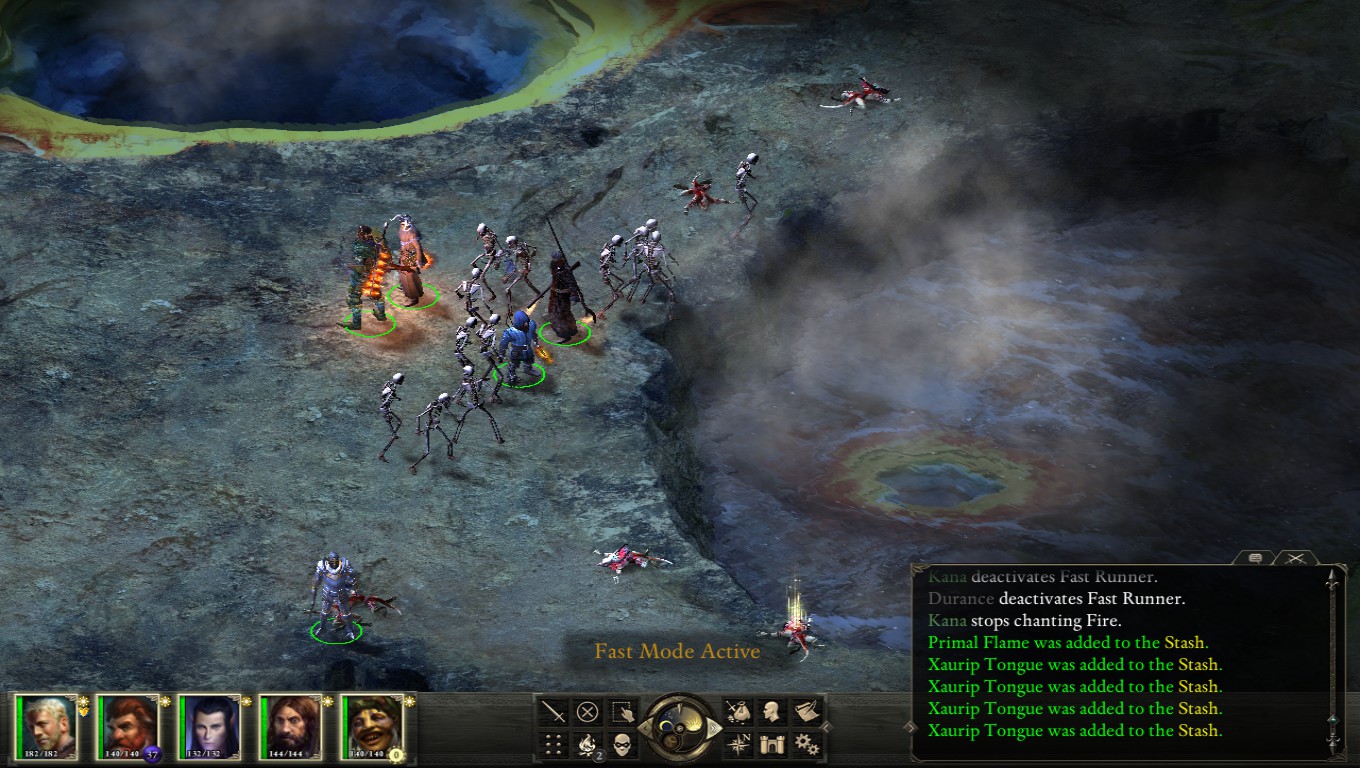 Kana deactivates Fast Runner.
Durance deactivates Fast Runner.
Kana stops chanting Fire.
Primal Flame was added to the Stash.
Xaurip Tongue was added to the Stash.
Xaurip Tongue was added to the Stash.
Xaurip Tongue was added to the Stash.
Xaurip Tongue was added to the Stash.
Fast Mode Active
182/182
140/140
37
132/132
144/144
140/140
0
2
N